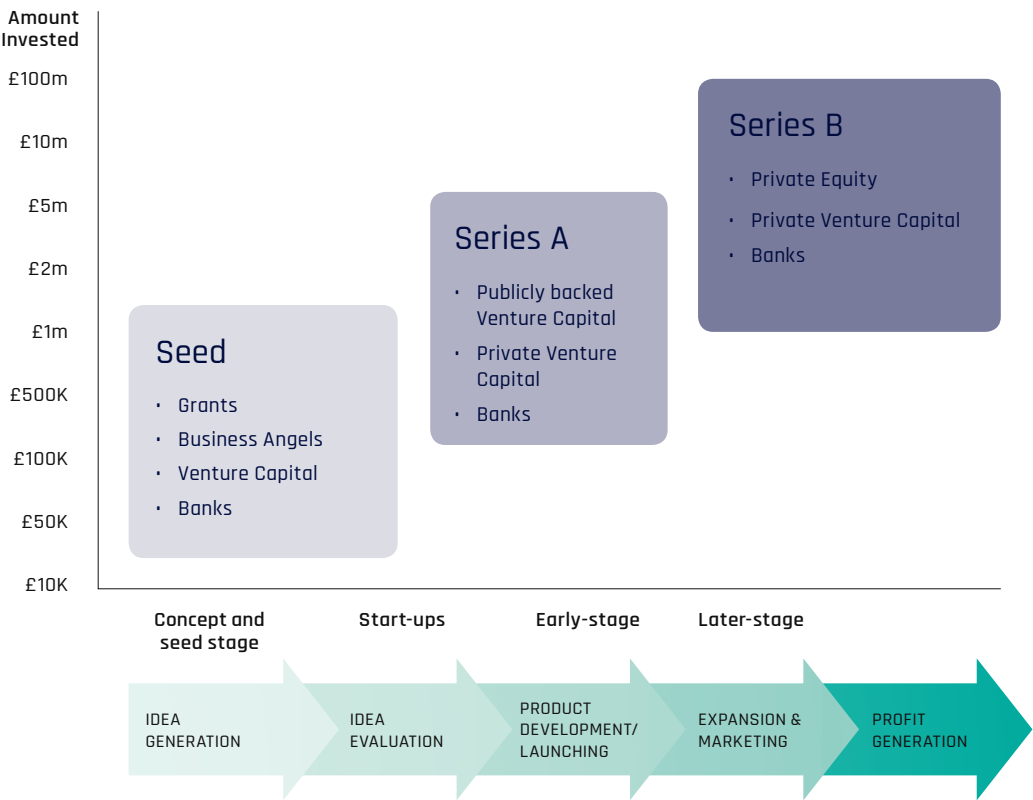 Amount
Invested
£100m
£10m
£5m
£2m
£1m
£500K
£100K
£50K
£10K
Seed
· Grants
· Business Angels
· Venture Capital
· Banks
Series A
· Publicly backed
Venture Capital
· Private Venture
Capital
· Banks
Series B
· Private Equity
· Private Venture Capital
· Banks
Concept and
seed stage
Start-ups
Early-stage
Later-stage
IDEA
GENERATION
IDEA
EVALUATION
PRODUCT
DEVELOPMENT/
LAUNCHING
EXPANSION &
MARKETING
PROFIT
GENERATION